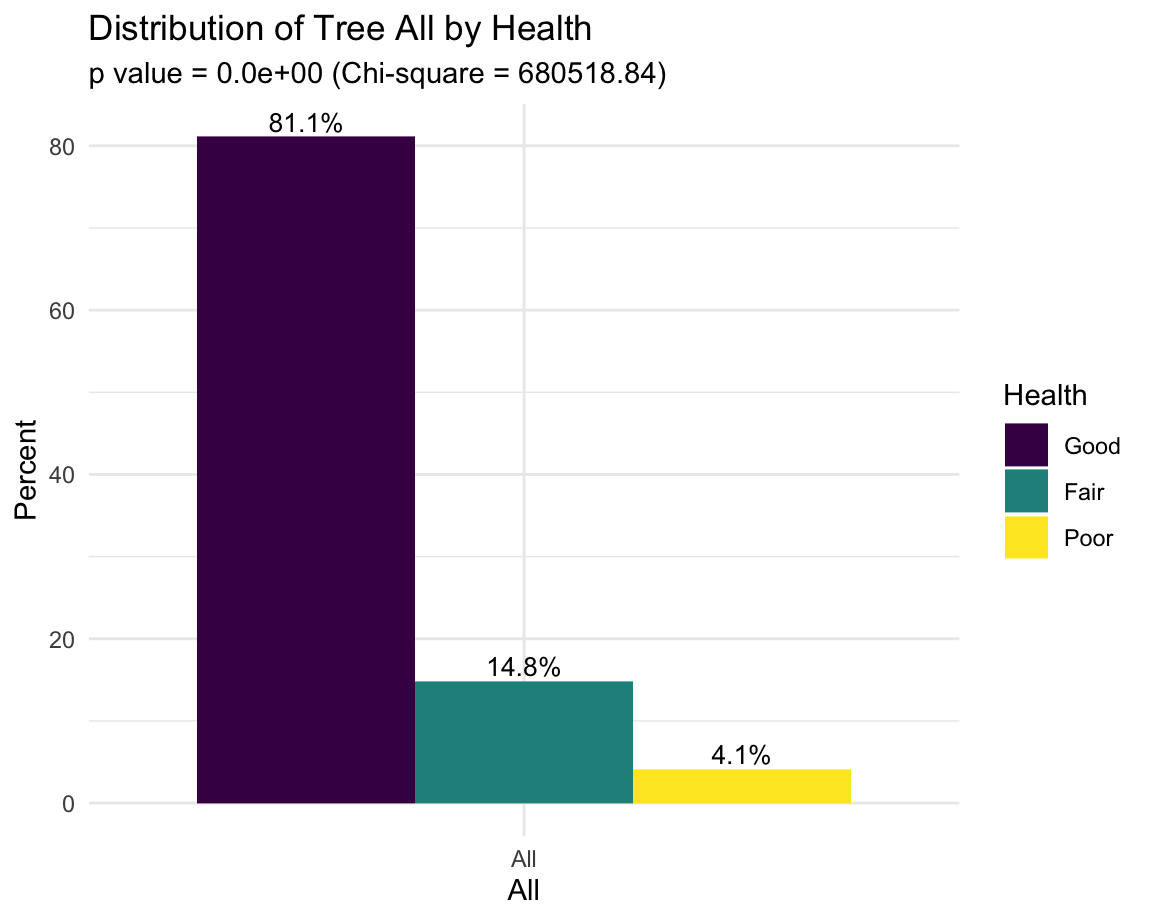 Distribution of Tree All by Health
p value = 0.0e+00 (Chi-square = 680518.84)
81.1%
80
60
Health
Good
Percent
40
Fair
Poor
20
14.8%
4.1%
0
All
All